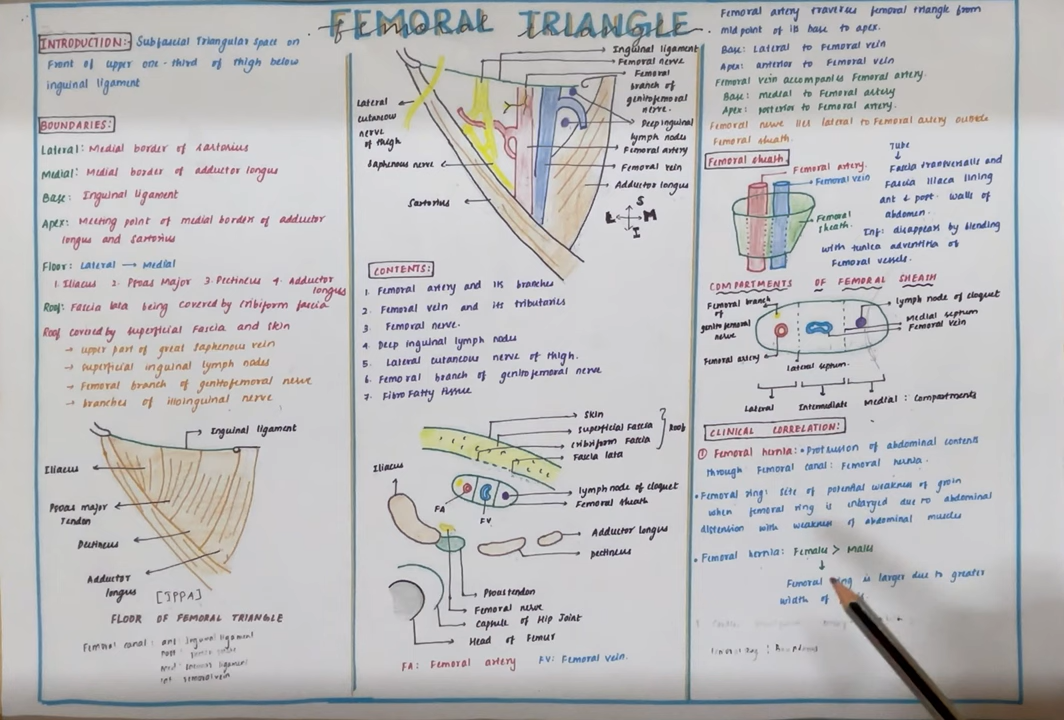 FEMORAL TRIANGLE
INTRODUCTION:- Subfascial Triangular space on
Front of upper one-third of thigh below
inguinal ligament
BOUNDARIES:
Lateral: Medial border of sartorius
Medial: Medial border of adductor longus
Base: Inguinal ligament
Apex: Meeting point of medial border of adductor
longus and Sartorius
Floor: Lateral → Medial
1. Iliacus 2. Psoas Major 3. Pectineus 4. Adductor
longus
Roof: Fascia lata being covered by cribiform fascia
Roof covered by superficial Fascia and skin
→ upper part of great Saphenous vein
→ superficial inguinal lymph nodes
→ Femoral branch of genitofemoral nerve
→ branches of ilioinguinal nerve
Inguinal ligament
Iliacus
Psoas major
Tendon
Pectineus
Adductor
longus
[IPPA]
FLOOR OF FEMORAL TRIANGLE
Femoral canal: ant: Inguinal ligament
Femoral vein
Inguinal ligament
Femoral nerve
Femoral
branch of
genitofemoral
nerve.
Deep inguinal
lymph nodes
Femoral artery
Femoral vein
Adductor longus
Lateral
cutaneous
nerve
of thigh
Saphenous nerve
Sartorius
S
L M
I
CONTENTS:
1. Femoral artery and its branches
2. Femoral vein and its tributaries
3. Femoral nerve.
4. Deep inguinal lymph nodes
5. Lateral cutaneous nerve of thigh.
6. Femoral branch of genitofemoral nerve
7. Fibro Fatty tissue
Skin
Superficial Fascia
Cribiform Fascia
Fascia lata
Roof
Iliacus
lymph node of cloquet
Femoral sheath
FA
FV
Adductor longus
pectineus
Psoas tendon
Femoral nerve
Capsule of Hip Joint
Head of Femur
FA: Femoral artery FV: Femoral vein.
Femoral artery traverses femoral triangle from
mid point of its base to apex.
Base: Lateral to Femoral vein
Apex: anterior to Femoral vein
Femoral vein accompanies Femoral artery.
Base: medial to Femoral artery
Apex: posterior to Femoral artery.
Femoral nerve lies lateral to Femoral artery outside
Femoral sheath.
Femoral sheath
Femoral artery
Femoral vein
Femoral
sheath.
Tube
Fascia transversalis and
Fascia iliaca lining
ant & post. walls of
abdomen.
Inf: disappears by blending
with tunica adventitia of
Femoral vessels.
COMPARTMENTS OF FEMORAL SHEATH
Femoral branch
of
genitofemoral
nerve
Femoral artery
lymph node of cloquet
Medial septum
Femoral vein
lateral septum
Lateral Intermediate Medial : Compartments
CLINICAL CORRELATION:
① Femoral hernia: • Protrusion of abdominal contents
through Femoral canal: Femoral hernia.
• Femoral ring: site of potential weakness of groin
when femoral ring is enlarged due to abdominal
distension with weakness of abdominal muscles
• Femoral hernia: Females > Males
Femoral ring is larger due to greater
width of